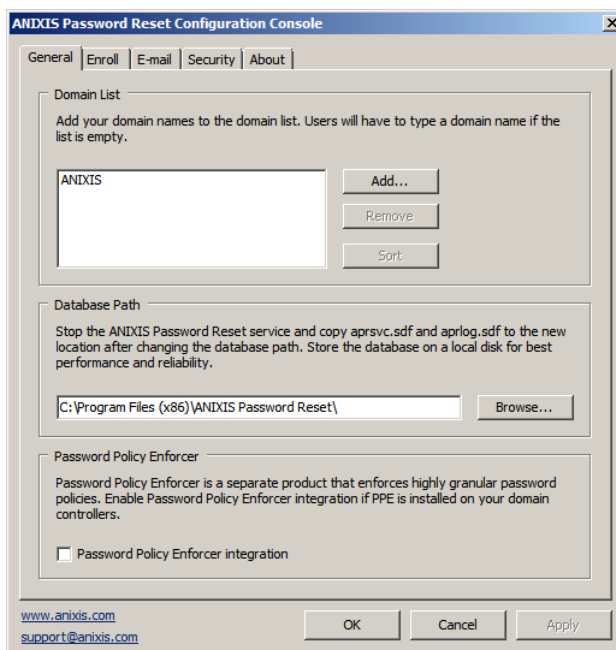 ANIXIS Password Reset Configuration Console
General
Enroll
E-mail
Security
About
Domain List
Add your domain names to the domain list. Users will have to type a domain name if the
list is empty.
ANIXIS
Add...
Remove
Sort
Database Path
Stop the ANIXIS Password Reset service and copy aprsvc.sdf and aprlog.sdf to the new
location after changing the database path. Store the database on a local disk for best
performance and reliability.
C:\Program Files (x86)\ANIXIS Password Reset\
Browse...
Password Policy Enforcer
Password Policy Enforcer is a separate product that enforces highly granular password
policies. Enable Password Policy Enforcer integration if PPE is installed on your domain
controllers.
Password Policy Enforcer integration
www.anixis.com
support@anixis.com
OK
Cancel
Apply